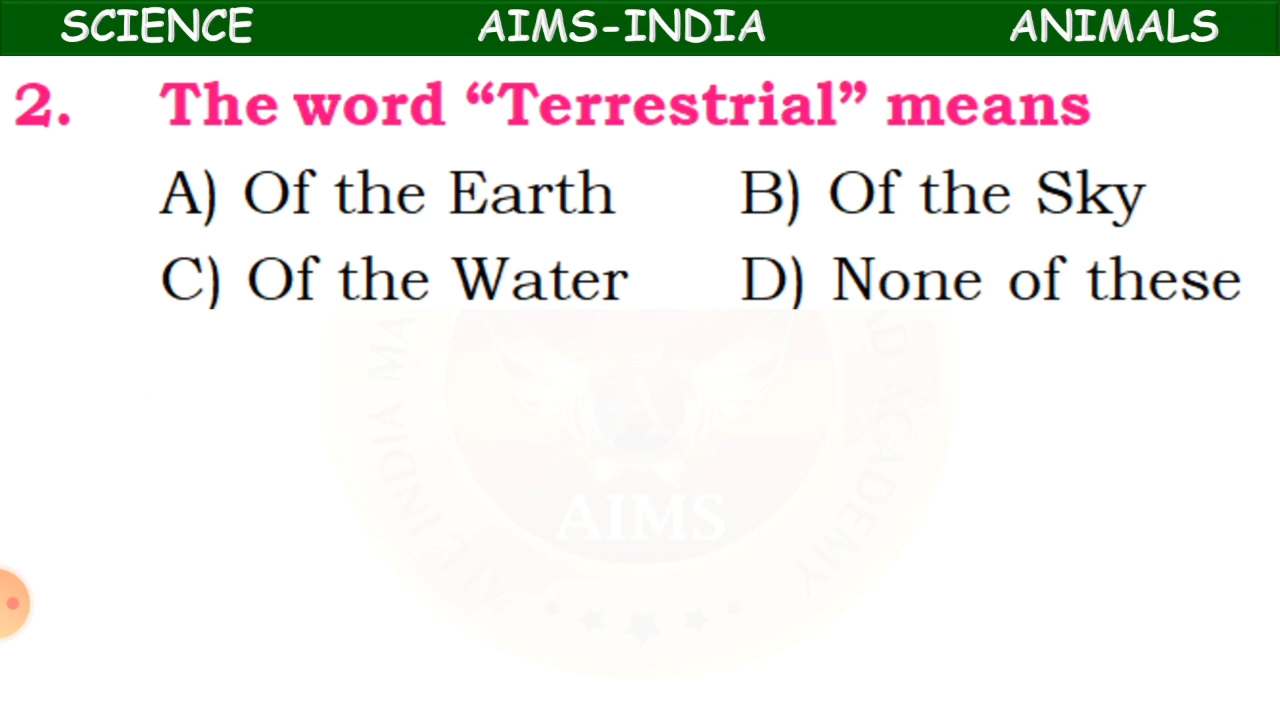 SCIENCE AIMS-INDIA ANIMALS
2. The word “Terrestrial” means
A) Of the Earth B) Of the Sky
C) Of the Water D) None of these
AIMS